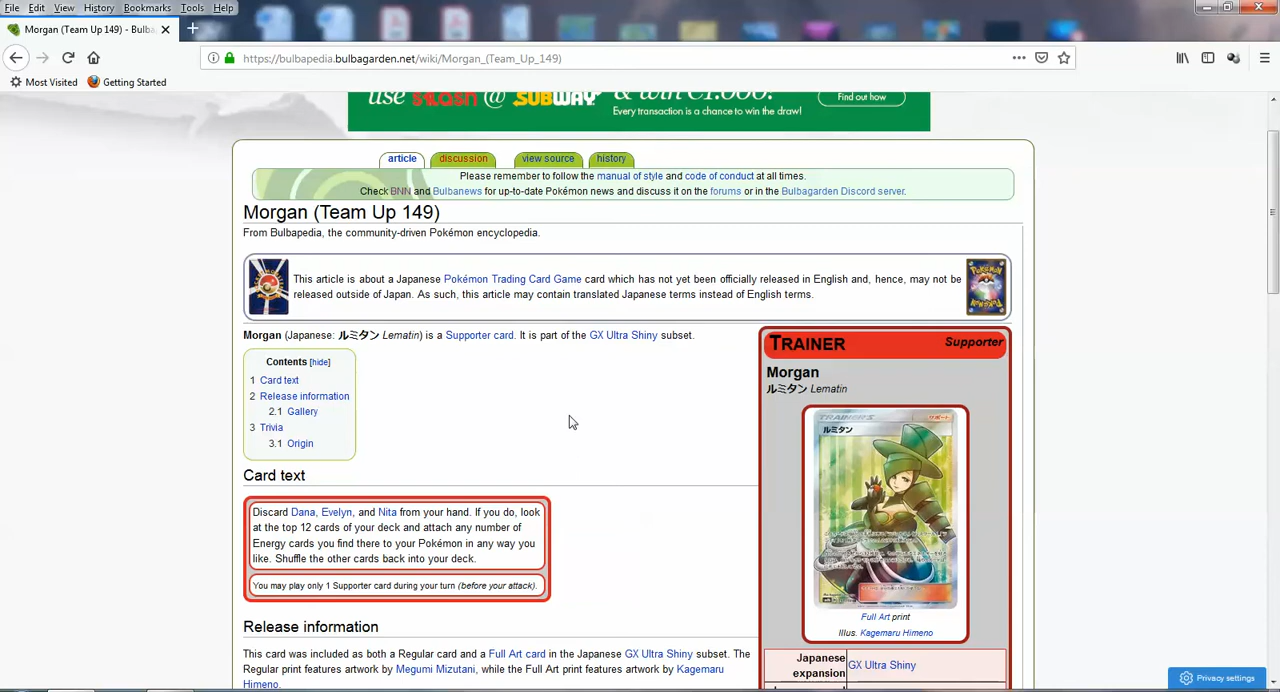 File Edit View History Bookmarks Tools Help
Morgan (Team Up 149) - Bulba
https://bulbapedia.bulbagarden.net/wiki/Morgan_(Team_Up_149)
Most Visited Getting Started
use splash @ SUBWAY & win €1.000!
Every transaction is a chance to win the draw!
Find out how
article discussion view source history
Please remember to follow the manual of style and code of conduct at all times.
Check BNN and Bulbanews for up-to-date Pokémon news and discuss it on the forums or in the Bulbagarden Discord server.
Morgan (Team Up 149)
From Bulbapedia, the community-driven Pokémon encyclopedia.
This article is about a Japanese Pokémon Trading Card Game card which has not yet been officially released in English and, hence, may not be
released outside of Japan. As such, this article may contain translated Japanese terms instead of English terms.
Morgan (Japanese: ルミタン Lematin) is a Supporter card. It is part of the GX Ultra Shiny subset.
Contents [hide]
1 Card text
2 Release information
2.1 Gallery
3 Trivia
3.1 Origin
Card text
Discard Dana, Evelyn, and Nita from your hand. If you do, look
at the top 12 cards of your deck and attach any number of
Energy cards you find there to your Pokémon in any way you
like. Shuffle the other cards back into your deck.
You may play only 1 Supporter card during your turn (before your attack).
Release information
This card was included as both a Regular card and a Full Art card in the Japanese GX Ultra Shiny subset. The
Regular print features artwork by Megumi Mizutani, while the Full Art print features artwork by Kagemaru
Himeno.
TRAINER Supporter
Morgan
ルミタン Lematin
TRAINERS サポート
ルミタン
Full Art print
Illus. Kagemaru Himeno
Japanese
expansion
GX Ultra Shiny
Privacy settings